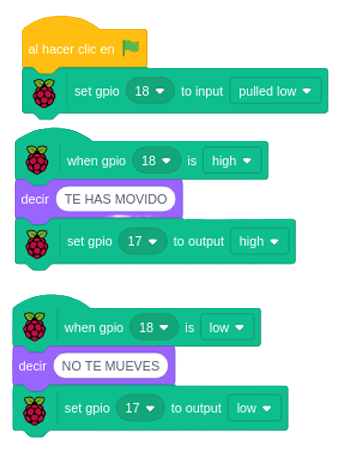 al hacer clic en
set gpio 18 to input pulled low
when gpio 18 is high
decir TE HAS MOVIDO
set gpio 17 to output high
when gpio 18 is low
decir NO TE MUEVES
set gpio 17 to output low